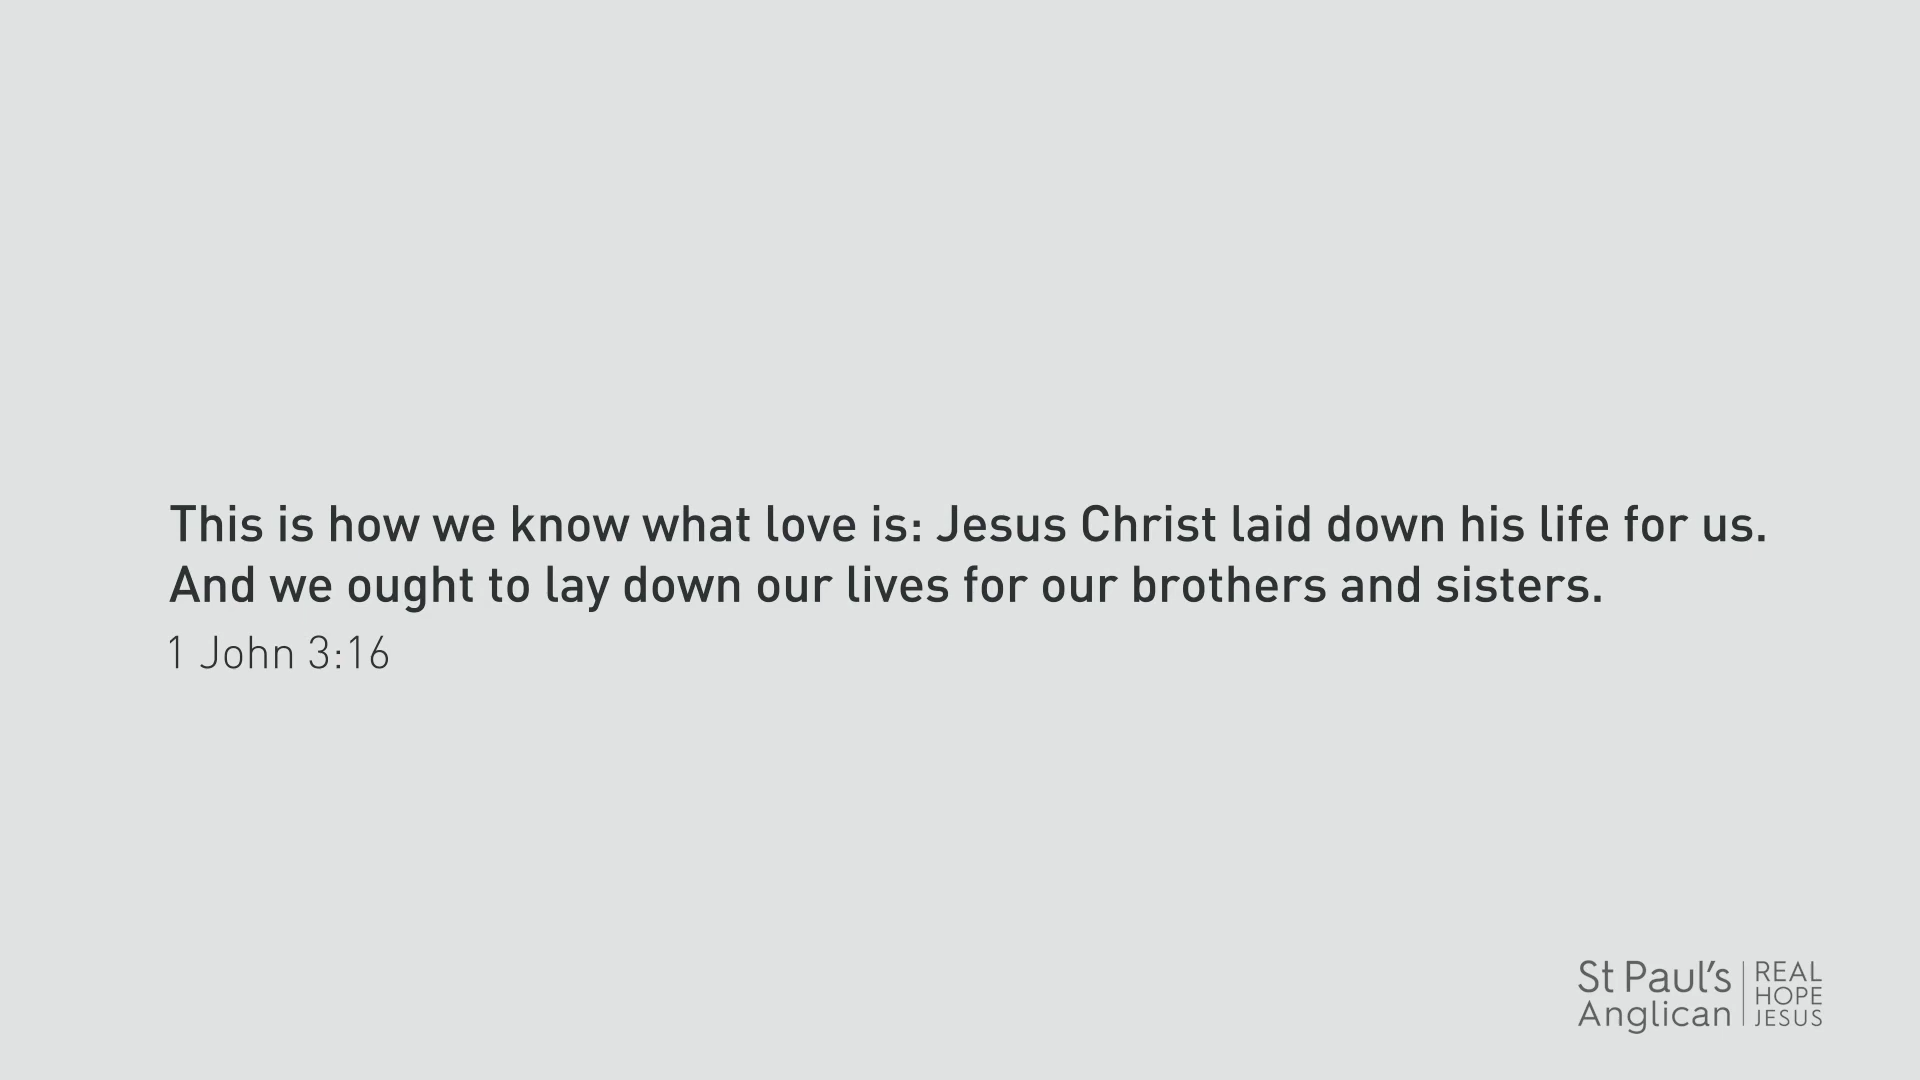 This is how we know what love is: Jesus Christ laid down his life for us.
And we ought to lay down our lives for our brothers and sisters.
1 John 3:16
St Paul's
Anglican
REAL
HOPE
JESUS